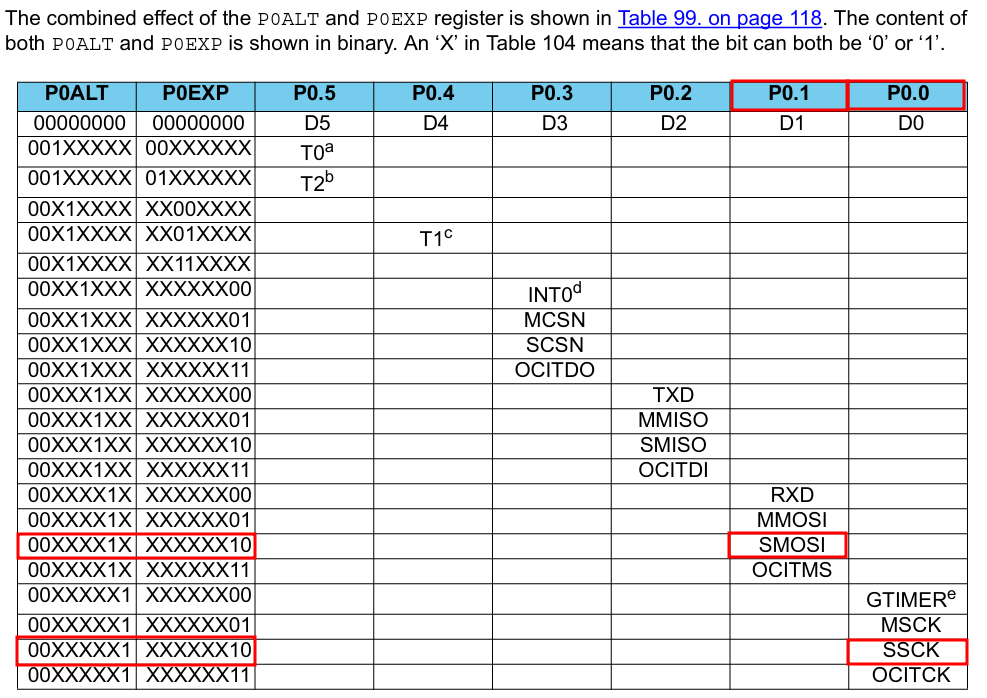 The combined effect of the P0ALT and P0EXP register is shown in Table 99. on page 118. The content of
both P0ALT and P0EXP is shown in binary. An ‘X’ in Table 104 means that the bit can both be ‘0’ or ‘1’.
P0ALT P0EXP P0.5 P0.4 P0.3 P0.2 P0.1 P0.0
00000000 00000000 D5 D4 D3 D2 D1 D0
001XXXXX 00XXXXXX T0a
001XXXXX 01XXXXXX T2b
00X1XXXX XX00XXXX
00X1XXXX XX01XXXX T1c
00X1XXXX XX11XXXX
00XX1XXX XXXXXX00 INT0d
00XX1XXX XXXXXX01 MCSN
00XX1XXX XXXXXX10 SCSN
00XX1XXX XXXXXX11 OCITDO
00XXX1XX XXXXXX00 TXD
00XXX1XX XXXXXX01 MMISO
00XXX1XX XXXXXX10 SMISO
00XXX1XX XXXXXX11 OCITDI
00XXXX1X XXXXXX00 RXD
00XXXX1X XXXXXX01 MMOSI
00XXXX1X XXXXXX10 SMOSI
00XXXX1X XXXXXX11 OCITMS
00XXXXX1 XXXXXX00 GTIMERe
00XXXXX1 XXXXXX01 MSCK
00XXXXX1 XXXXXX10 SSCK
00XXXXX1 XXXXXX11 OCITCK